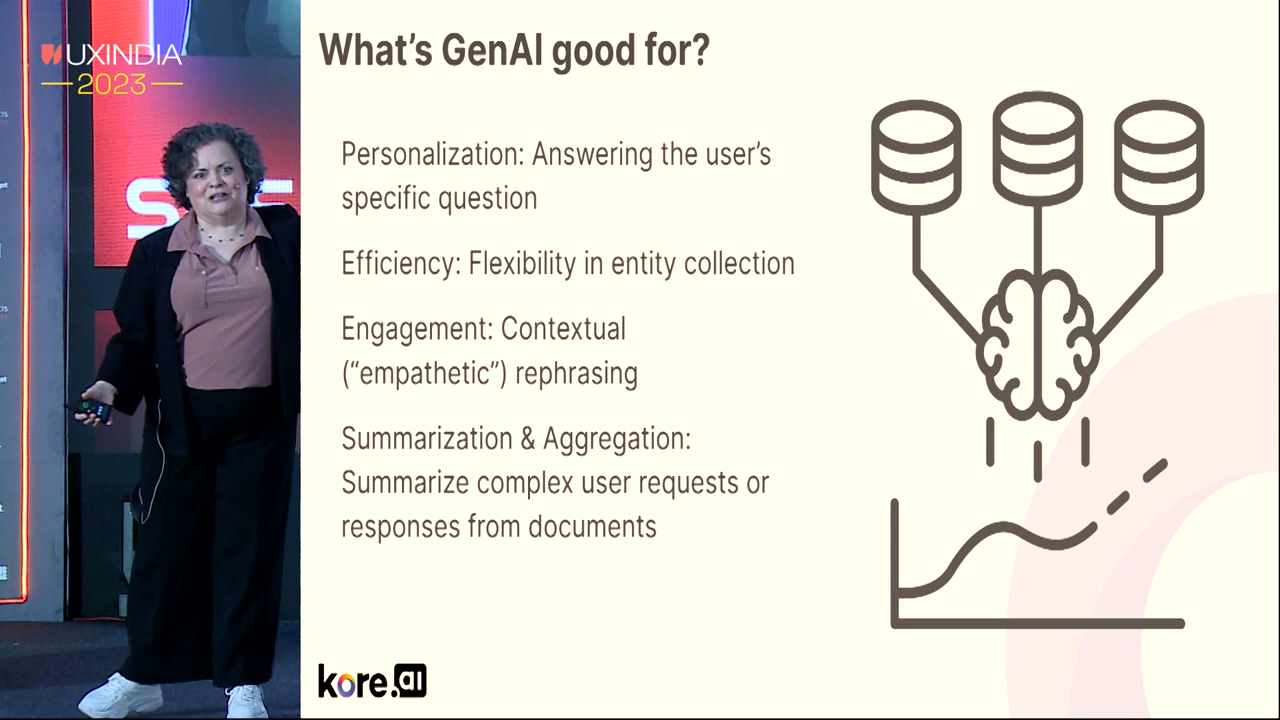 UXINDIA
2023
What's GenAI good for?
Personalization: Answering the user's
specific question
Efficiency: Flexibility in entity collection
Engagement: Contextual
("empathetic") rephrasing
Summarization & Aggregation:
Summarize complex user requests or
responses from documents
kore.ai